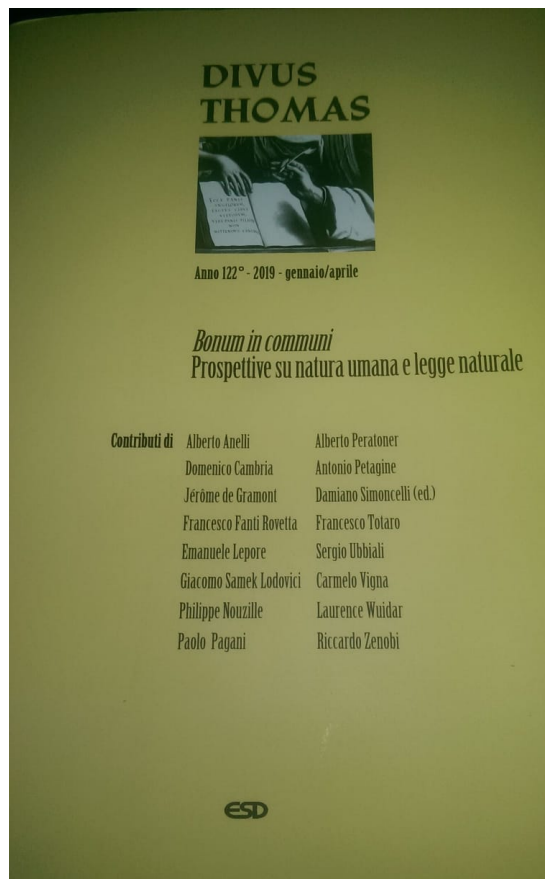 DIVUS
THOMAS
Anno 122° - 2019 - gennaio/aprile
Bonum in communi
Prospettive su natura umana e legge naturale
Contributi di
Alberto Anelli
Domenico Cambria
Jérôme de Gramont
Francesco Fanti Rovetta
Emanuele Lepore
Giacomo Samek Lodovici
Philippe Nouzille
Paolo Pagani
Alberto Peratoner
Antonio Petagine
Damiano Simoncelli (ed.)
Francesco Totaro
Sergio Ubbiali
Carmelo Vigna
Laurence Wuidar
Riccardo Zenobi
ESD